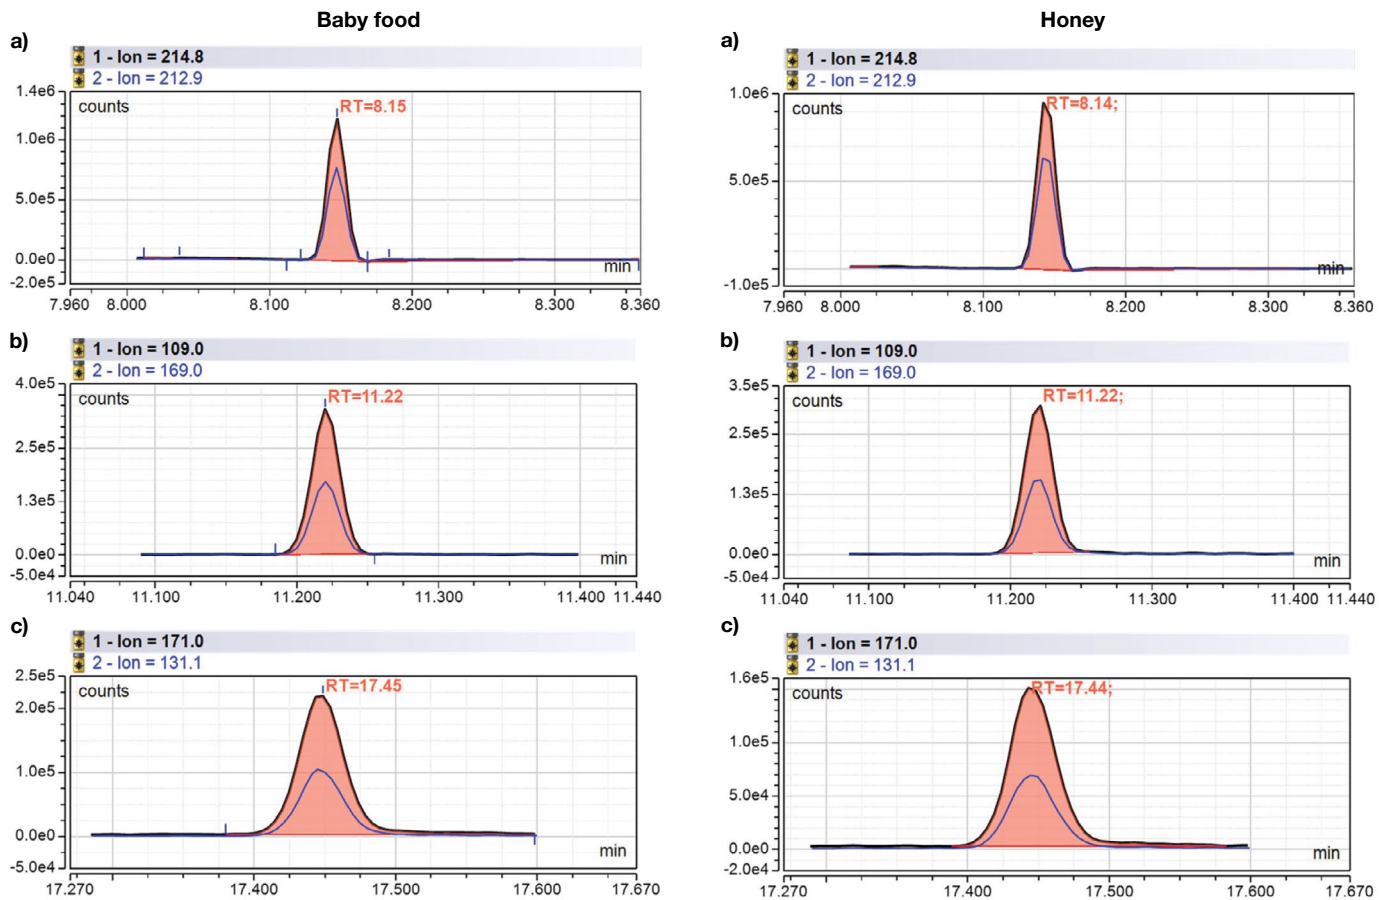 Baby food
Honey
a)
1 - Ion = 214.8
2 - Ion = 212.9
1.4e6
counts
RT=8.15
1.0e6
5.0e5
0.0e0
min
-2.0e5
7.960 8.000 8.100 8.200 8.300 8.360
a)
1 - Ion = 214.8
2 - Ion = 212.9
1.0e6
counts
RT=8.14;
5.0e5
min
-1.0e5
7.960 8.000 8.100 8.200 8.300 8.360
b)
1 - Ion = 109.0
2 - Ion = 169.0
4.0e5
counts
RT=11.22
2.5e5
1.3e5
0.0e0
min
-5.0e4
11.040 11.100 11.200 11.300 11.400 11.440
b)
1 - Ion = 109.0
2 - Ion = 169.0
3.5e5
counts
RT=11.22;
2.5e5
1.3e5
0.0e0
min
-5.0e4
11.040 11.100 11.200 11.300 11.400 11.440
c)
1 - Ion = 171.0
2 - Ion = 131.1
2.5e5
counts
RT=17.45
2.0e5
1.0e5
0.0e0
min
-5.0e4
17.270 17.400 17.500 17.600 17.670
c)
1 - Ion = 171.0
2 - Ion = 131.1
1.6e5
counts
RT=17.44;
1.0e5
5.0e4
0.0e0
min
-2.0e4
17.270 17.400 17.500 17.600 17.670